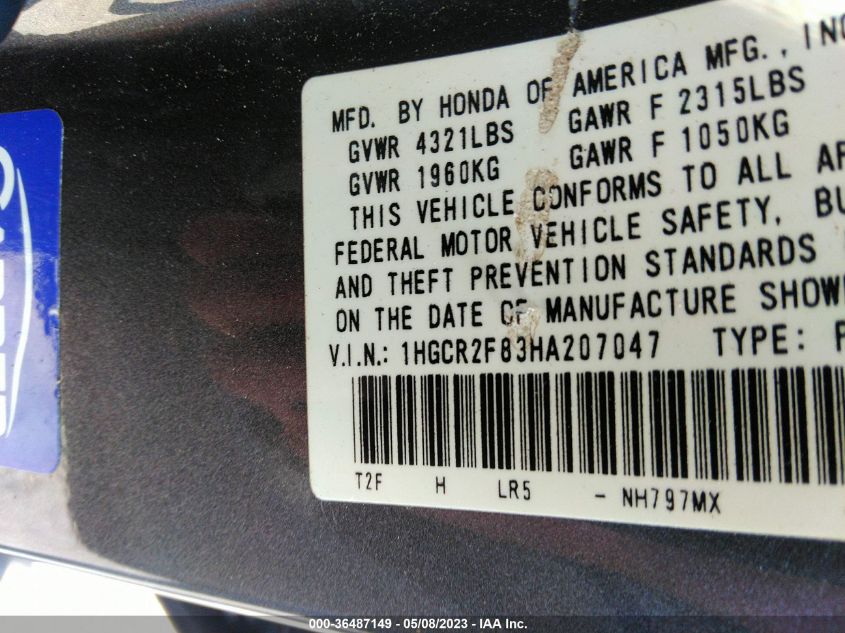 MFD. BY HONDA OF AMERICA MFG., INC
GVWR 4321LBS GAWR F 2315LBS
GVWR 1960KG GAWR F 1050KG
THIS VEHICLE CONFORMS TO ALL AP
FEDERAL MOTOR VEHICLE SAFETY, BU
AND THEFT PREVENTION STANDARDS
ON THE DATE OF MANUFACTURE SHOW
V.I.N.: 1HGCR2F83HA207047 TYPE: P
T2F H LR5 - NH797MX
000-36487149 - 05/08/2023 - IAA Inc.